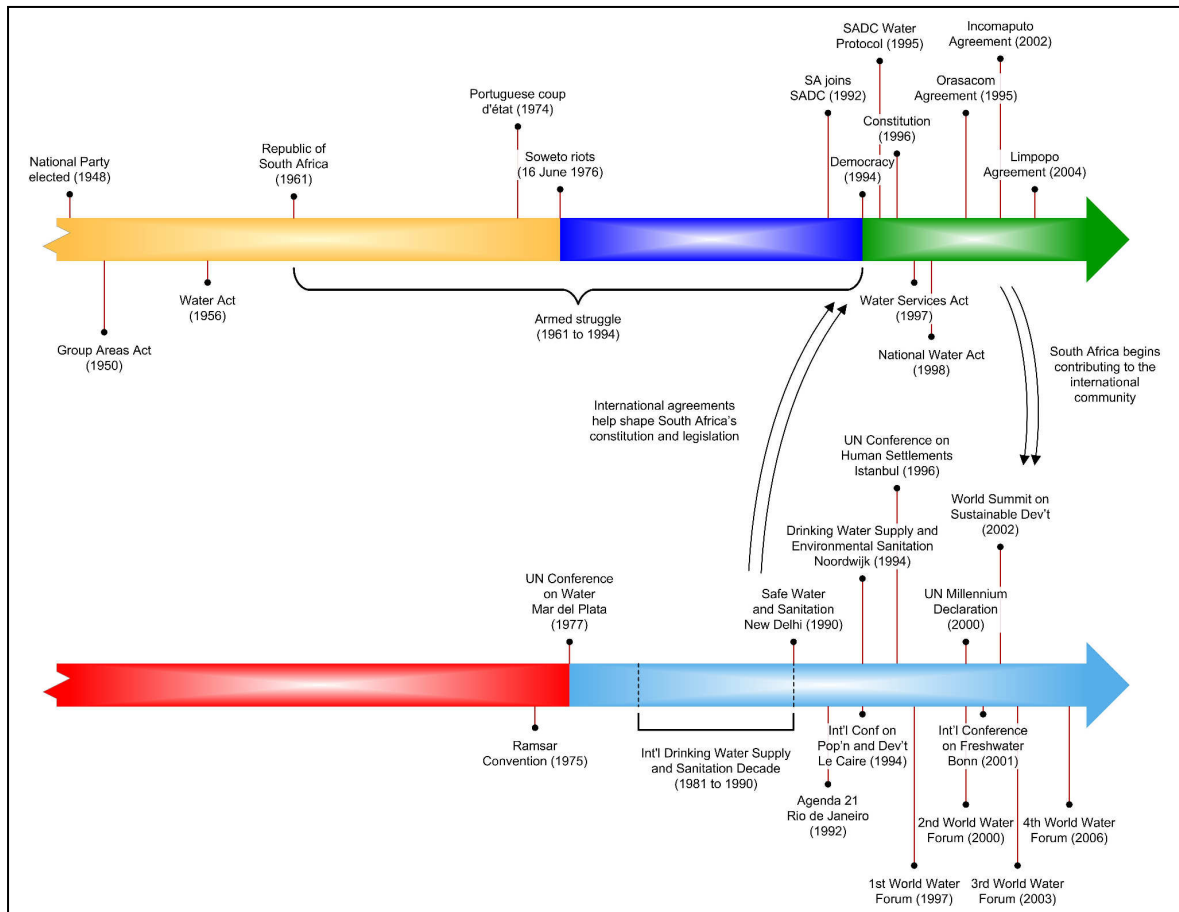 National Party
elected (1948)
Republic of
South Africa
(1961)
Portuguese coup
d'état (1974)
Soweto riots
(16 June 1976)
SA joins
SADC (1992)
SADC Water
Protocol (1995)
Democracy
(1994)
Constitution
(1996)
Orasacom
Agreement (1995)
Incomaputo
Agreement (2002)
Limpopo
Agreement (2004)
Group Areas Act
(1950)
Water Act
(1956)
Armed struggle
(1961 to 1994)
Water Services Act
(1997)
National Water Act
(1998)
International agreements
help shape South Africa's
constitution and legislation
South Africa begins
contributing to the
international
community
UN Conference
on Water
Mar del Plata
(1977)
Safe Water
and Sanitation
New Delhi (1990)
Drinking Water Supply and
Environmental Sanitation
Noordwijk (1994)
UN Conference on
Human Settlements
Istanbul (1996)
UN Millennium
Declaration
(2000)
World Summit on
Sustainable Dev't
(2002)
Ramsar
Convention (1975)
Int'l Drinking Water Supply
and Sanitation Decade
(1981 to 1990)
Agenda 21
Rio de Janeiro
(1992)
Int'l Conf on
Pop'n and Dev't
Le Caire (1994)
1st World Water
Forum (1997)
2nd World Water
Forum (2000)
Int'l Conference
on Freshwater
Bonn (2001)
3rd World Water
Forum (2003)
4th World Water
Forum (2006)